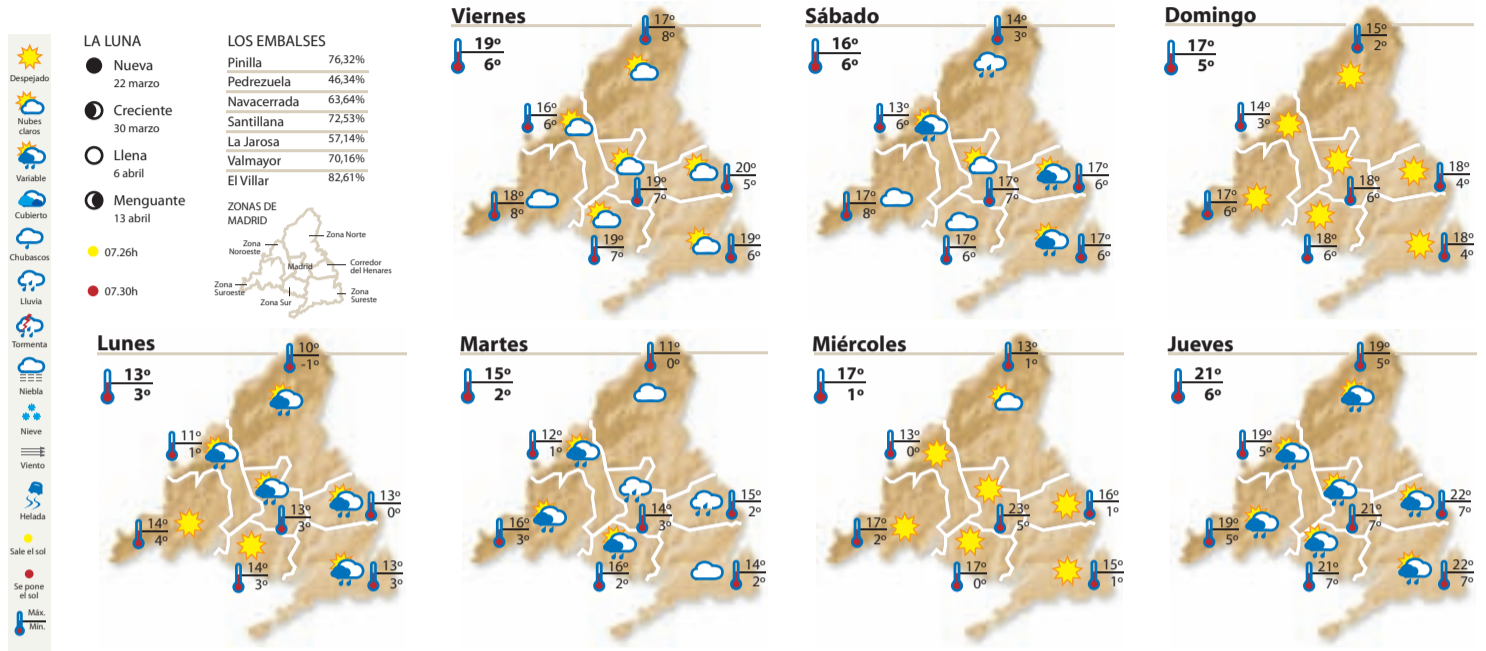 Despejado
Nubes
claros
Variable
Cubierto
Chubascos
Lluvia
Tormenta
Niebla
Nieve
Viento
Helada
Sale el sol
Se pone
el sol
Máx.
Mín.
LA LUNA
Nueva
22 marzo
Creciente
30 marzo
Llena
6 abril
Menguante
13 abril
07.26h
07.30h
LOS EMBALSES
Pinilla 76,32%
Pedrezuela 46,34%
Navacerrada 63,64%
Santillana 72,53%
La Jarosa 57,14%
Valmayor 70,16%
El Villar 82,61%
ZONAS DE
MADRID
Zona Norte
Zona
Noroeste
Madrid
Corredor
del Henares
Zona
Suroeste
Zona Sur
Zona
Sureste
Viernes
19º
6º
17º
8º
16º
6º
20º
5º
19º
7º
18º
8º
19º
7º
19º
6º
Sábado
16º
6º
14º
3º
13º
6º
17º
6º
17º
7º
17º
8º
17º
6º
17º
6º
Domingo
17º
5º
15º
2º
14º
3º
18º
4º
18º
6º
17º
6º
18º
6º
18º
4º
Lunes
13º
3º
10º
-1º
11º
1º
13º
0º
13º
3º
14º
4º
14º
3º
13º
3º
Martes
15º
2º
11º
0º
12º
1º
15º
2º
14º
3º
16º
3º
16º
2º
14º
2º
Miércoles
17º
1º
13º
1º
13º
0º
16º
1º
23º
5º
17º
2º
17º
0º
15º
1º
Jueves
21º
6º
19º
5º
19º
5º
22º
7º
21º
7º
19º
5º
21º
7º
22º
7º